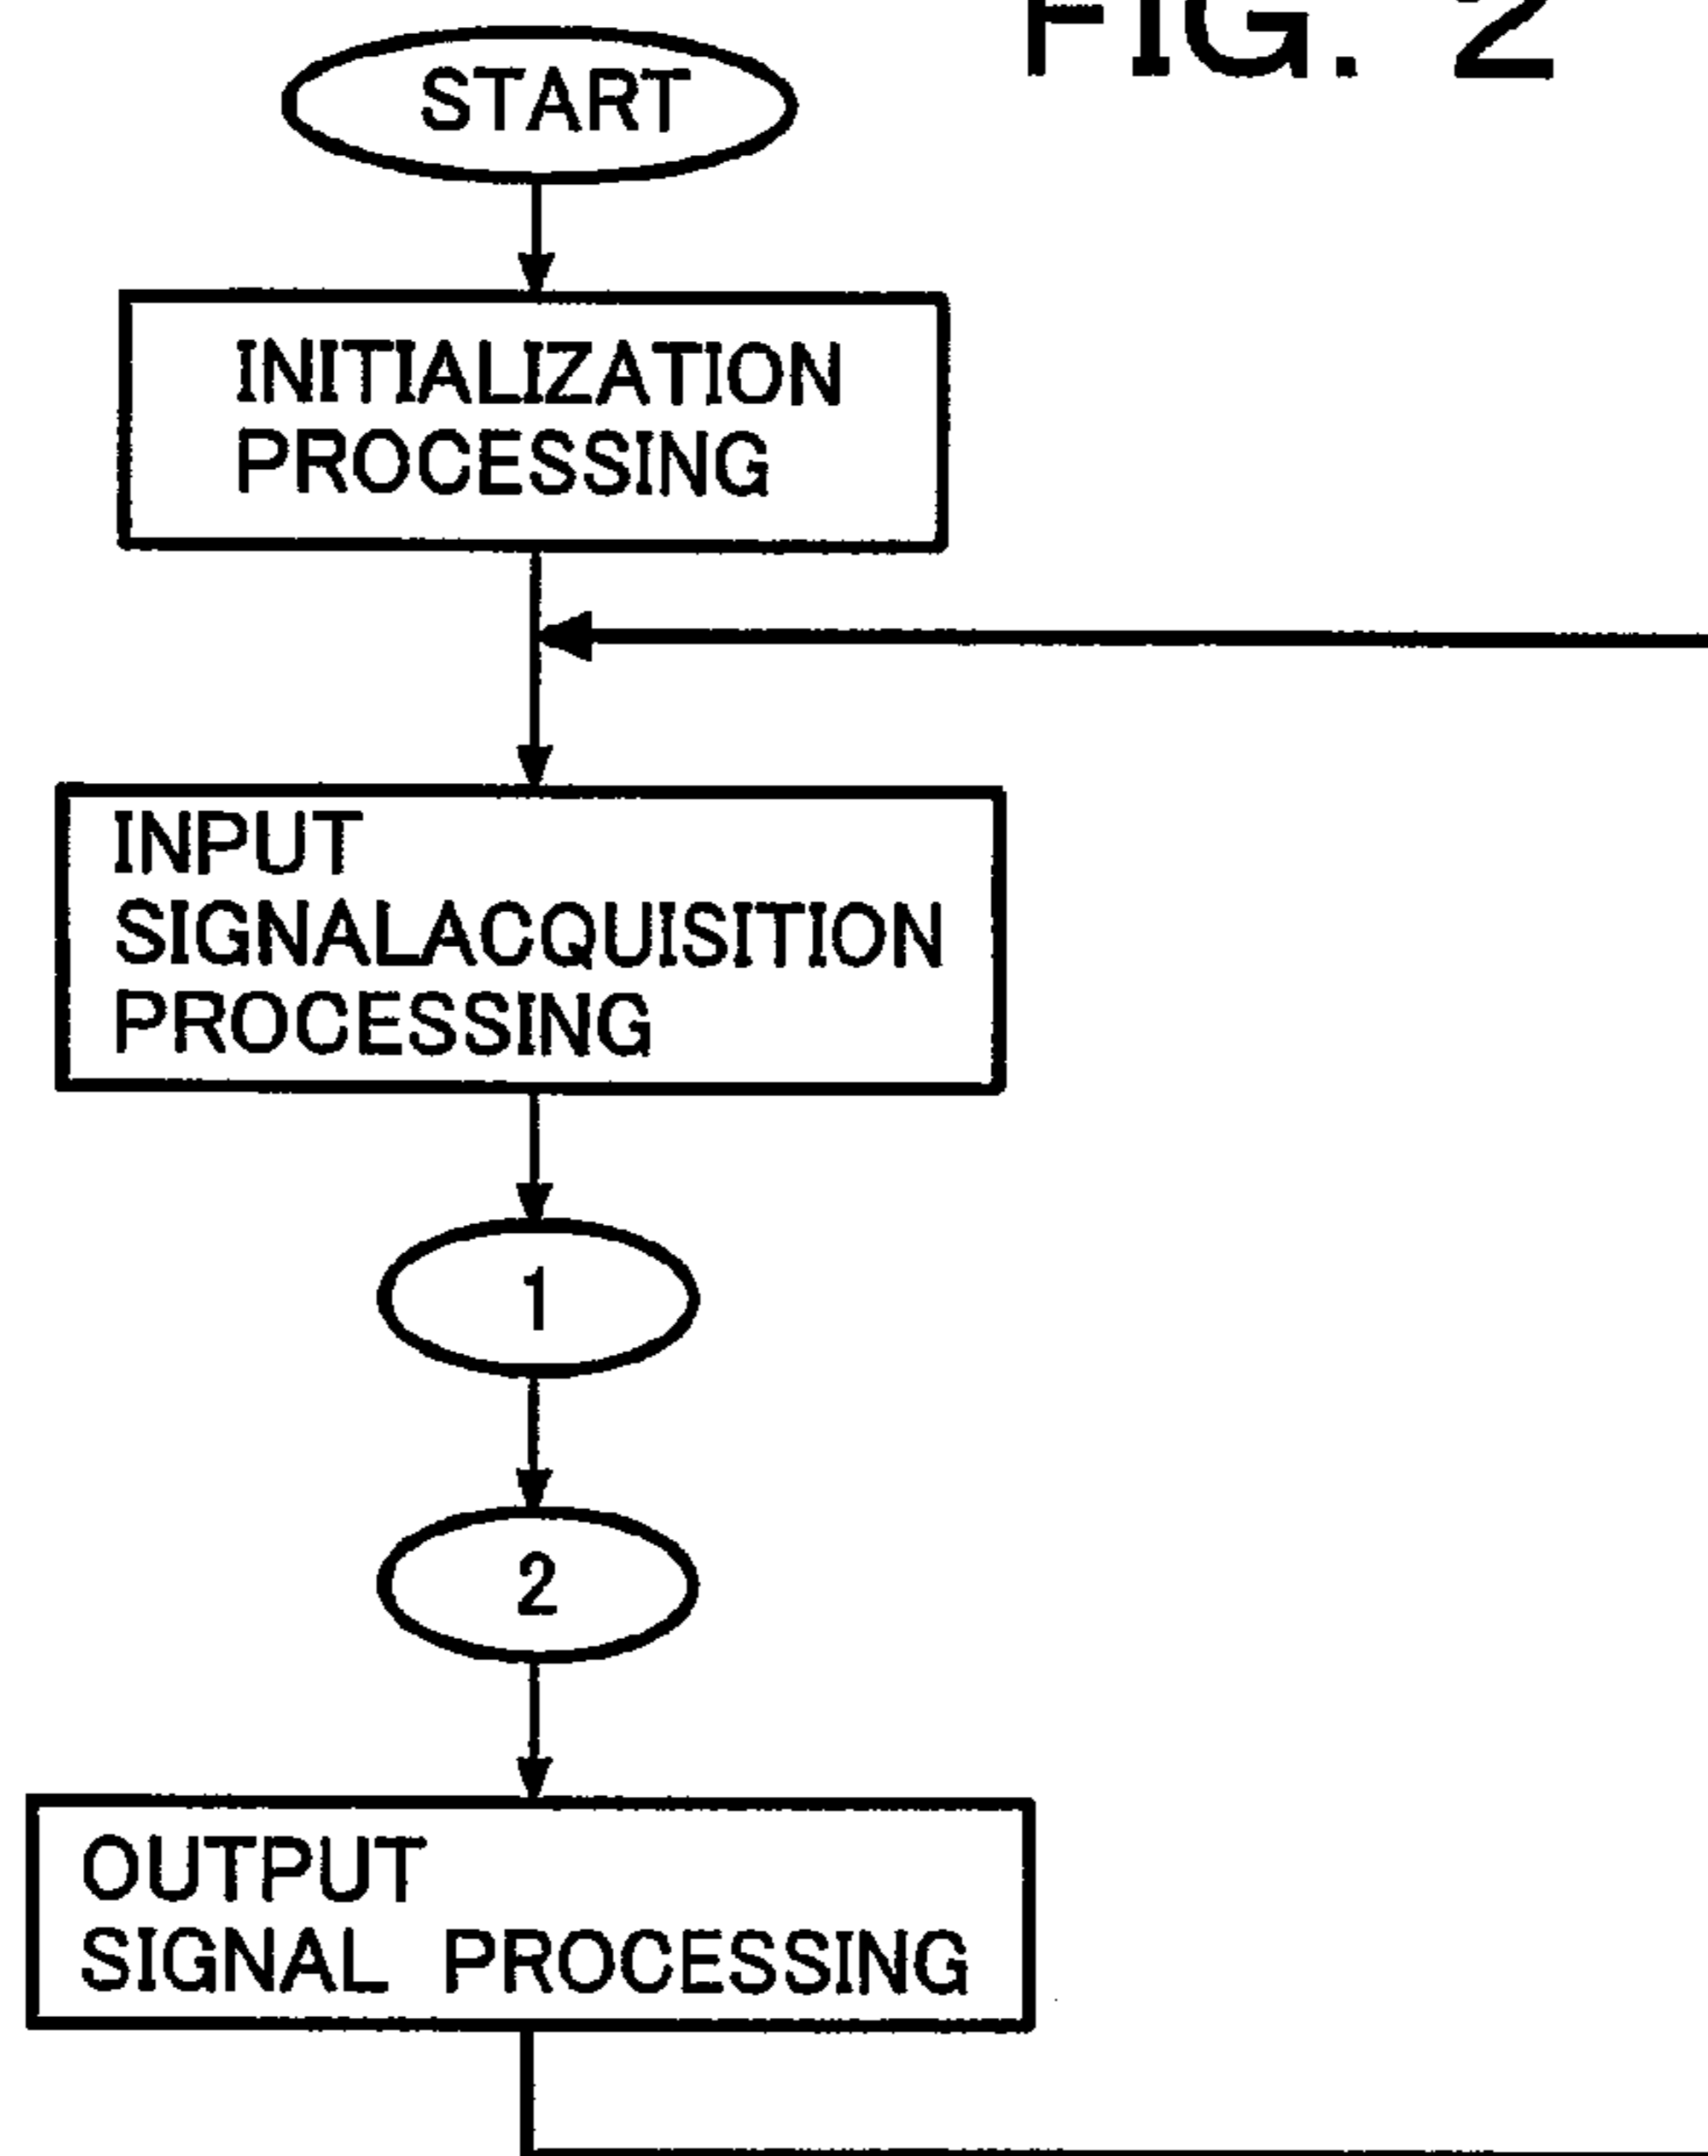 FIG. 2
START
INITIALIZATION
PROCESSING
INPUT
SIGNALACQUISITION
PROCESSING
1
2
OUTPUT
SIGNAL PROCESSING